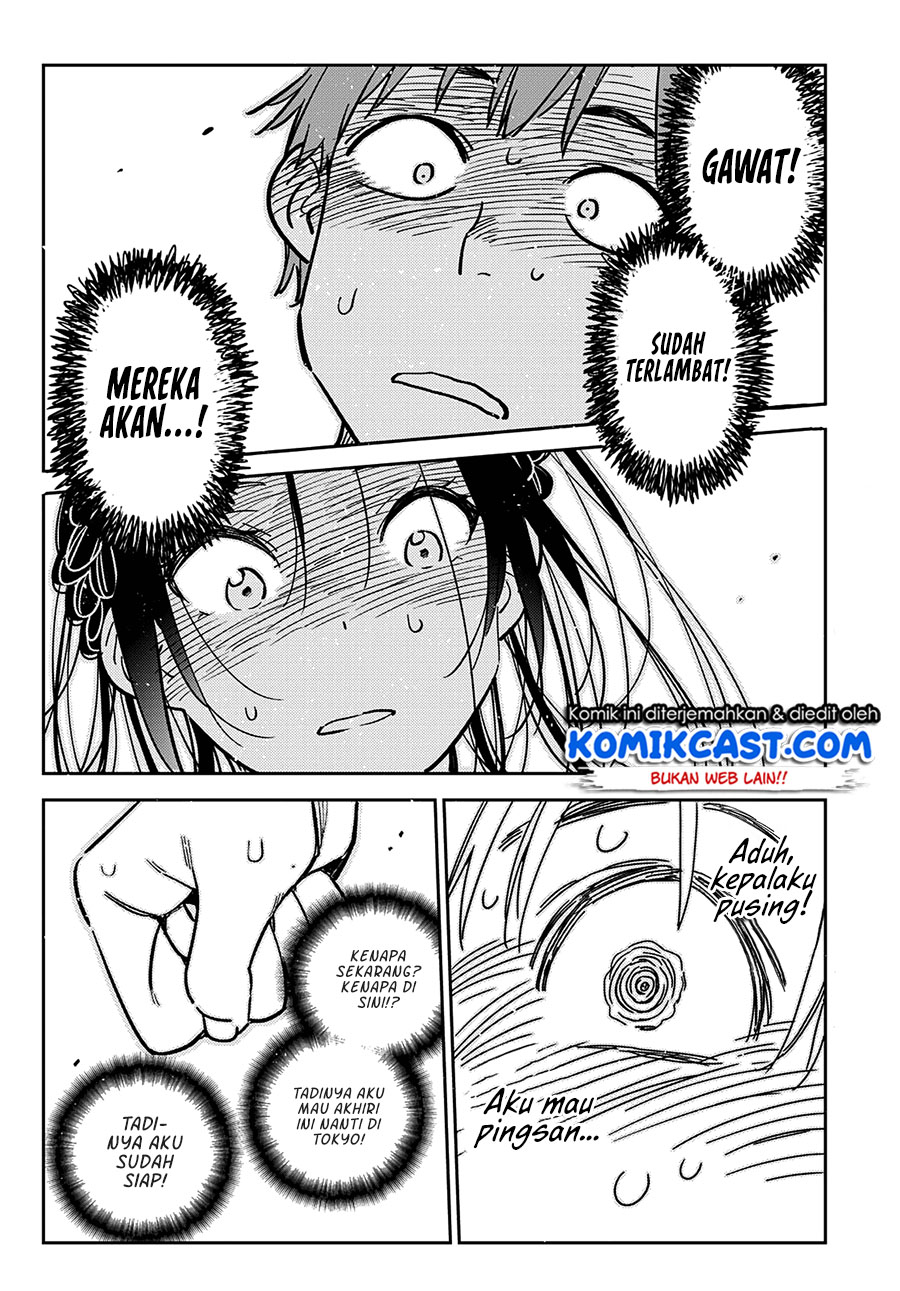 GAWAT!
SUDAH
TERLAMBAT!
MEREKA
AKAN...!
Komik ini diterjemahkan & diedit oleh
KOMIKCAST.COM
BUKAN WEB LAIN!!
Aduh,
kepalaku
pusing!
Aku mau
pingsan...
KENAPA
SEKARANG?
KENAPA DI
SINI!?
TADINYA AKU
MAU AKHIRI
INI NANTI DI
TOKYO!
TADI-
NYA AKU
SUDAH
SIAP!